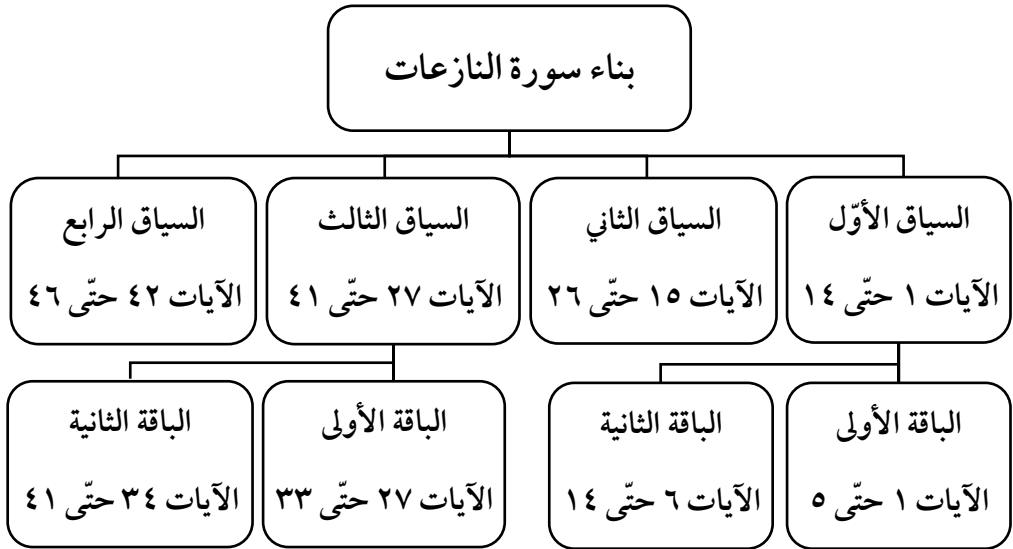 بناء سورة النازعات
السياق الأوّل
الآيات ١ حتّى ١٤
السياق الثاني
الآيات ١٥ حتّى ٢٦
السياق الثالث
الآيات ٢٧ حتّى ٤١
السياق الرابع
الآيات ٤٢ حتّى ٤٦
الباقة الأولى
الآيات ١ حتّى ٥
الباقة الثانية
الآيات ٦ حتّى ١٤
الباقة الأولى
الآيات ٢٧ حتّى ٣٣
الباقة الثانية
الآيات ٣٤ حتّى ٤١